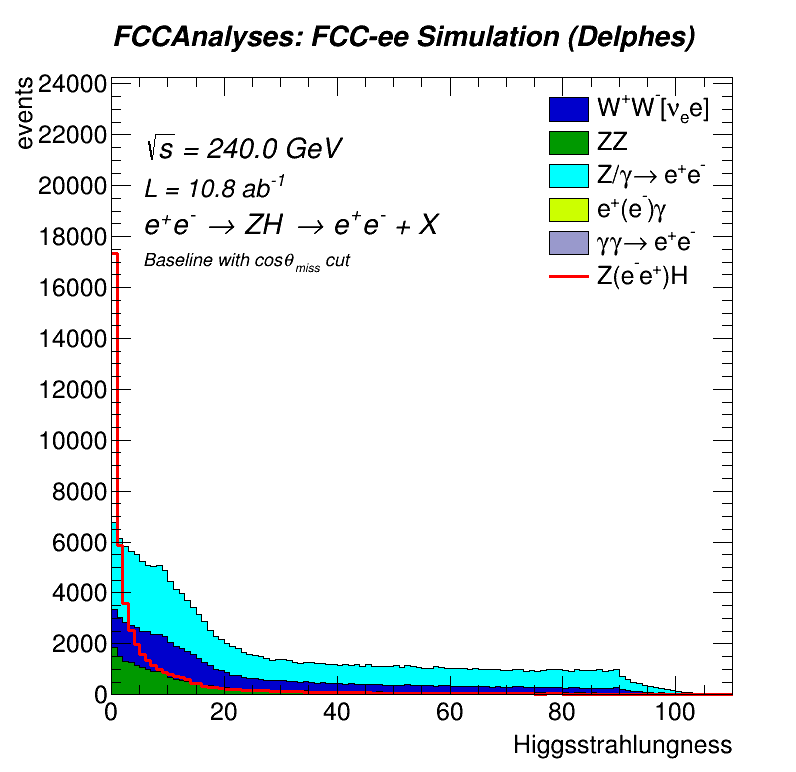 FCCAnalyses: FCC-ee Simulation (Delphes)
events
24000
22000
20000
18000
16000
14000
12000
10000
8000
6000
4000
2000
0
√s = 240.0 GeV
L = 10.8 ab⁻¹
e⁺e⁻ → ZH → e⁺e⁻ + X
Baseline with cosθ_miss cut
W⁺W⁻[νₑe]
ZZ
Z/γ→ e⁺e⁻
e⁺(e⁻)γ
γγ→ e⁺e⁻
Z(e⁻e⁺)H
0 20 40 60 80 100
Higgsstrahlungness